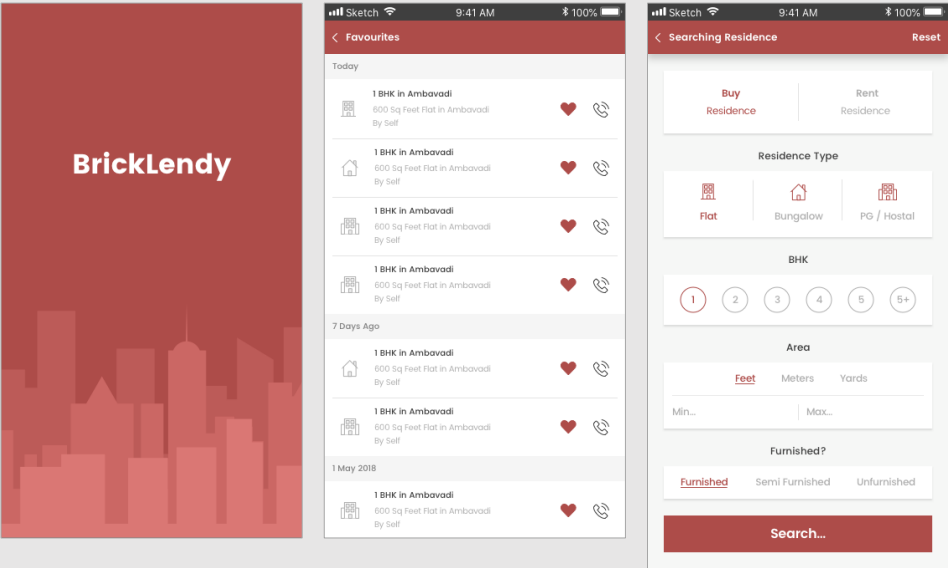 BrickLendy
Sketch 9:41 AM 100%
Favourites
Today
1 BHK in Ambavadi
600 Sq Feet Flat in Ambavadi
By Self
1 BHK in Ambavadi
600 Sq Feet Flat in Ambavadi
By Self
1 BHK in Ambavadi
600 Sq Feet Flat in Ambavadi
By Self
1 BHK in Ambavadi
600 Sq Feet Flat in Ambavadi
By Self
7 Days Ago
1 BHK in Ambavadi
600 Sq Feet Flat in Ambavadi
By Self
1 BHK in Ambavadi
600 Sq Feet Flat in Ambavadi
By Self
1 May 2018
1 BHK in Ambavadi
600 Sq Feet Flat in Ambavadi
By Self
Sketch 9:41 AM 100%
Searching Residence Reset
Buy Rent
Residence Residence
Residence Type
Flat Bungalow PG / Hostal
BHK
1 2 3 4 5 5+
Area
Feet Meters Yards
Min... Max...
Furnished?
Furnished Semi Furnished Unfurnished
Search...